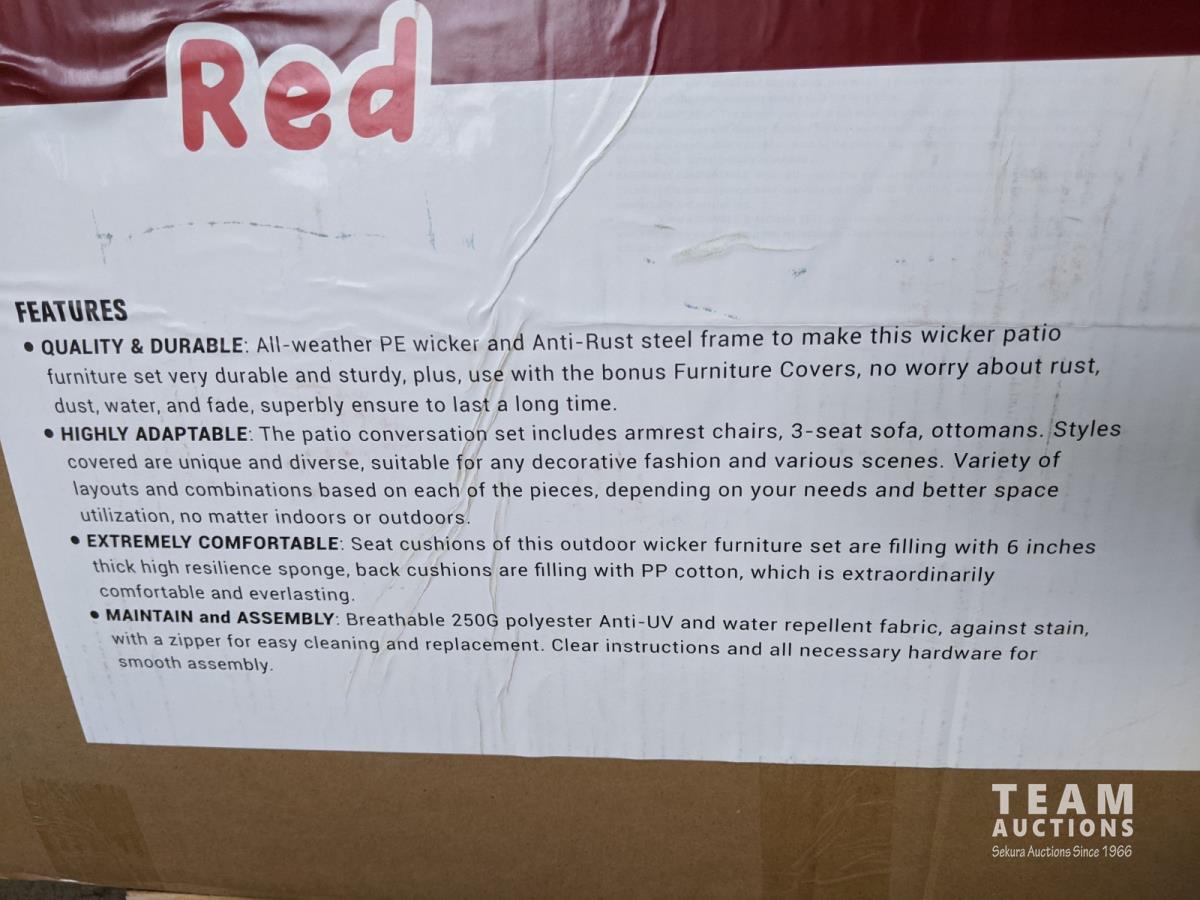 Red
FEATURES
• QUALITY & DURABLE: All-weather PE wicker and Anti-Rust steel frame to make this wicker patio
furniture set very durable and sturdy, plus, use with the bonus Furniture Covers, no worry about rust,
dust, water, and fade, superbly ensure to last a long time.
• HIGHLY ADAPTABLE: The patio conversation set includes armrest chairs, 3-seat sofa, ottomans. Styles
covered are unique and diverse, suitable for any decorative fashion and various scenes. Variety of
layouts and combinations based on each of the pieces, depending on your needs and better space
utilization, no matter indoors or outdoors.
• EXTREMELY COMFORTABLE: Seat cushions of this outdoor wicker furniture set are filling with 6 inches
thick high resilience sponge, back cushions are filling with PP cotton, which is extraordinarily
comfortable and everlasting.
• MAINTAIN and ASSEMBLY: Breathable 250G polyester Anti-UV and water repellent fabric, against stain,
with a zipper for easy cleaning and replacement. Clear instructions and all necessary hardware for
smooth assembly.
TEAM
AUCTIONS
Sekura Auctions Since 1966